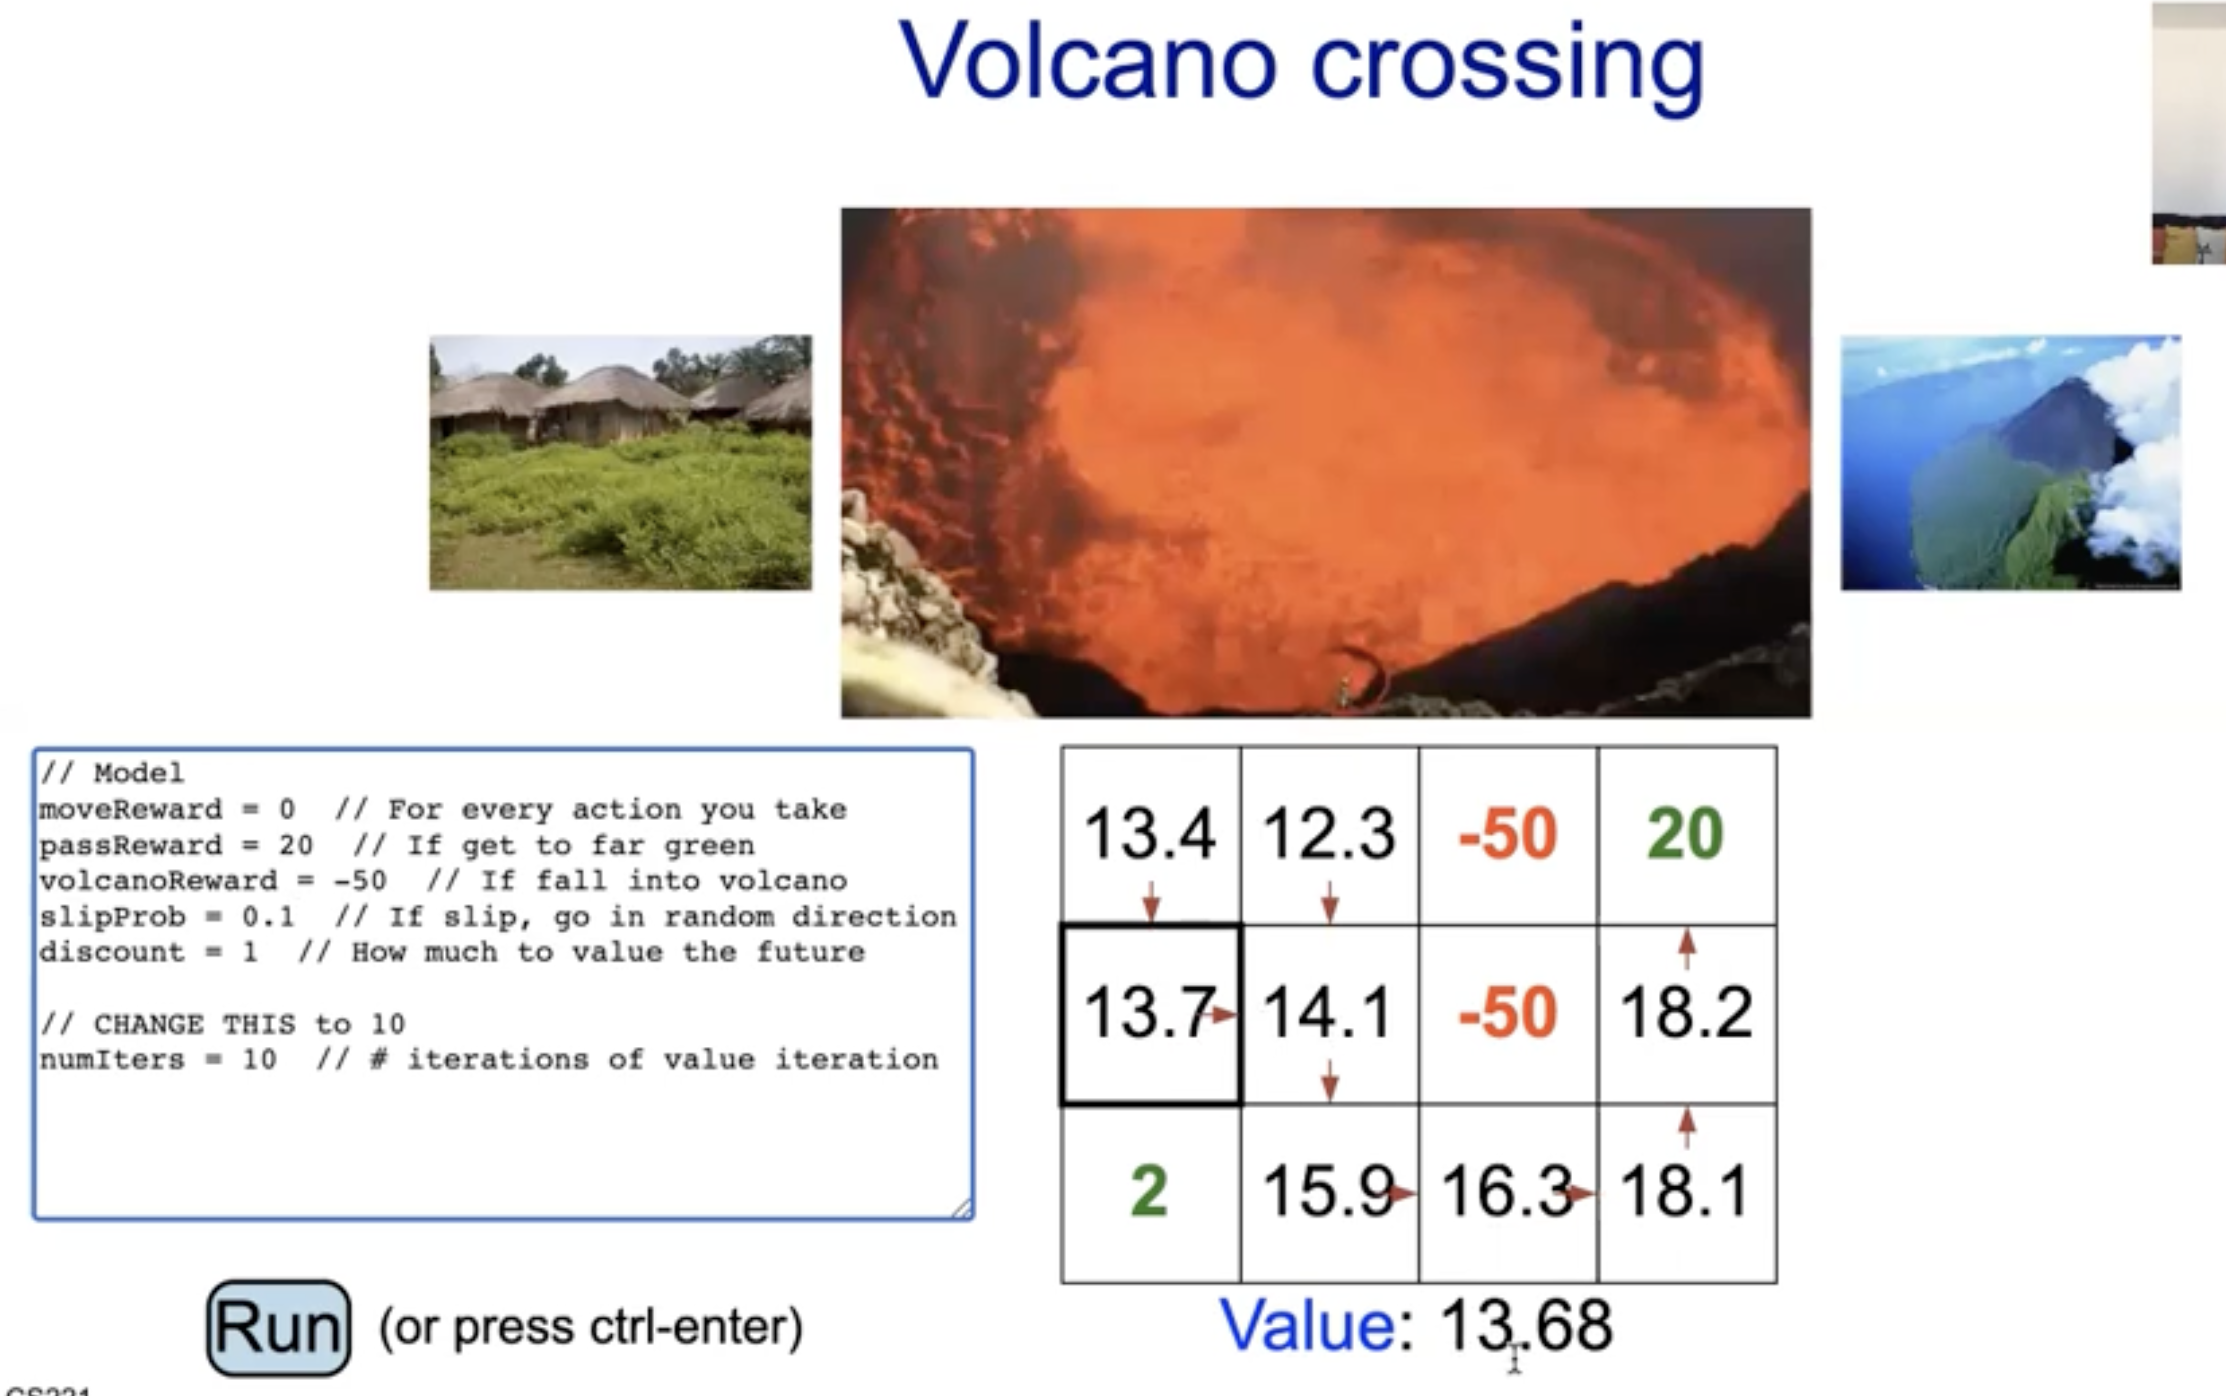 Volcano crossing
// Model
moveReward = 0 // For every action you take
passReward = 20 // If get to far green
volcanoReward = -50 // If fall into volcano
slipProb = 0.1 // If slip, go in random direction
discount = 1 // How much to value the future
// CHANGE THIS to 10
numIters = 10 // # iterations of value iteration
Run (or press ctrl-enter)
13.4 12.3 -50 20
13.7 14.1 -50 18.2
2 15.9 16.3 18.1
Value: 13.68